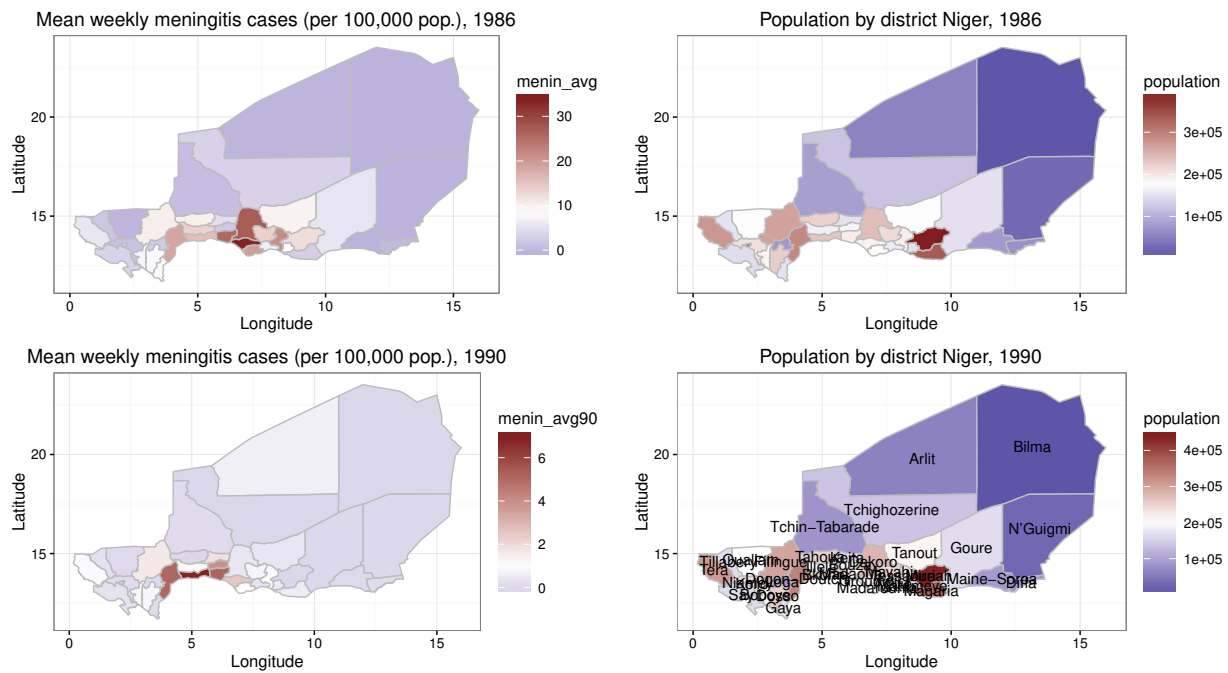 Mean weekly meningitis cases (per 100,000 pop.), 1986
Latitude
20
15
0
5
10
15
Longitude
menin_avg
30
20
10
0
Population by district Niger, 1986
Latitude
20
15
0
5
10
15
Longitude
population
3e+05
2e+05
1e+05
Mean weekly meningitis cases (per 100,000 pop.), 1990
Latitude
20
15
0
5
10
15
Longitude
menin_avg90
6
4
2
0
Population by district Niger, 1990
Latitude
20
15
Bilma
Arlit
Tchighozerine
Tchin−Tabarade
N'Guigmi
Goure
Tanout
Tera
Maine−Soroa
Diffa
Magaria
Gaya
0
5
10
15
Longitude
population
4e+05
3e+05
2e+05
1e+05